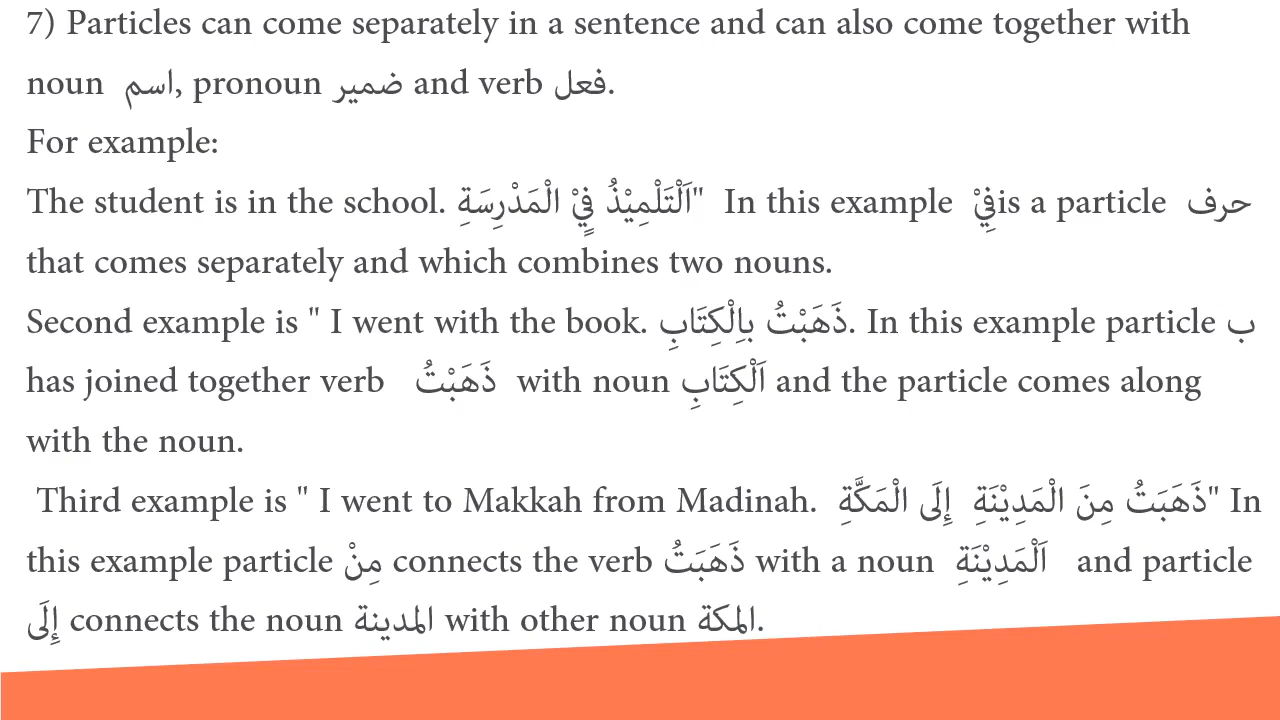 7) Particles can come separately in a sentence and can also come together with
noun اسم, pronoun ضمير and verb فعل.
For example:
The student is in the school. اَلْتَلْمِيْذُ فِيْ الْمَدْرِسَةِ" In this example فِيْis a particle حرف
that comes separately and which combines two nouns.
Second example is " I went with the book. ذَهَبْتُ بِالْكِتَابِ. In this example particle ب
has joined together verb ذَهَبْتُ with noun اَلْكِتَابِ and the particle comes along
with the noun.
Third example is " I went to Makkah from Madinah. ذَهَبَتُ مِنَ الْمَدِيْنَةِ إِلَى الْمَكَّةِ" In
this example particle مِنْ connects the verb ذَهَبَتُ with a noun اَلْمَدِيْنَةِ and particle
إِلَى connects the noun المدينة with other noun المكة.